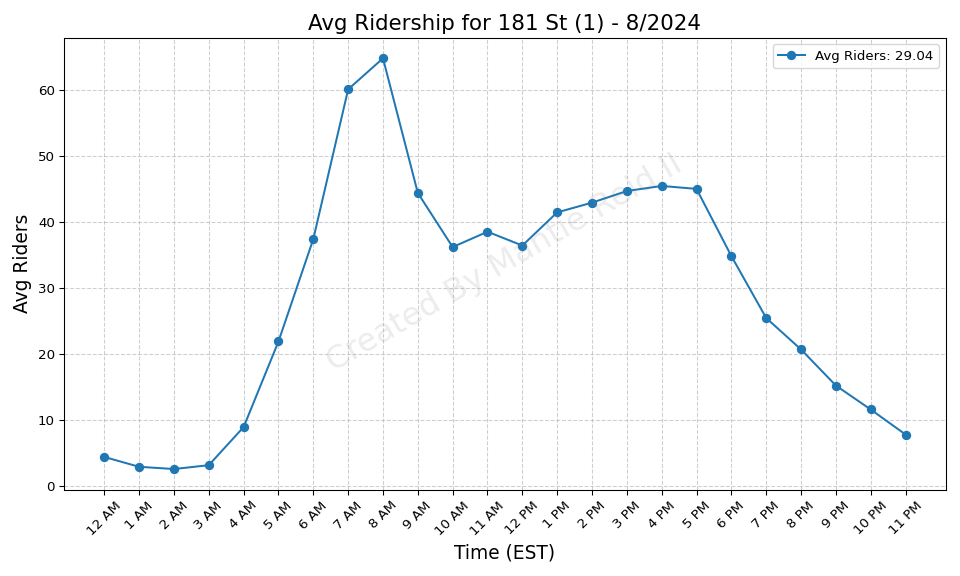 Avg Ridership for 181 St (1) - 8/2024
Avg Riders: 29.04
60
50
40
30
20
10
0
Avg Riders
Created By Mantle Reid II
12 AM
1 AM
2 AM
3 AM
4 AM
5 AM
6 AM
7 AM
8 AM
9 AM
10 AM
11 AM
12 PM
1 PM
2 PM
3 PM
4 PM
5 PM
6 PM
7 PM
8 PM
9 PM
10 PM
11 PM
Time (EST)